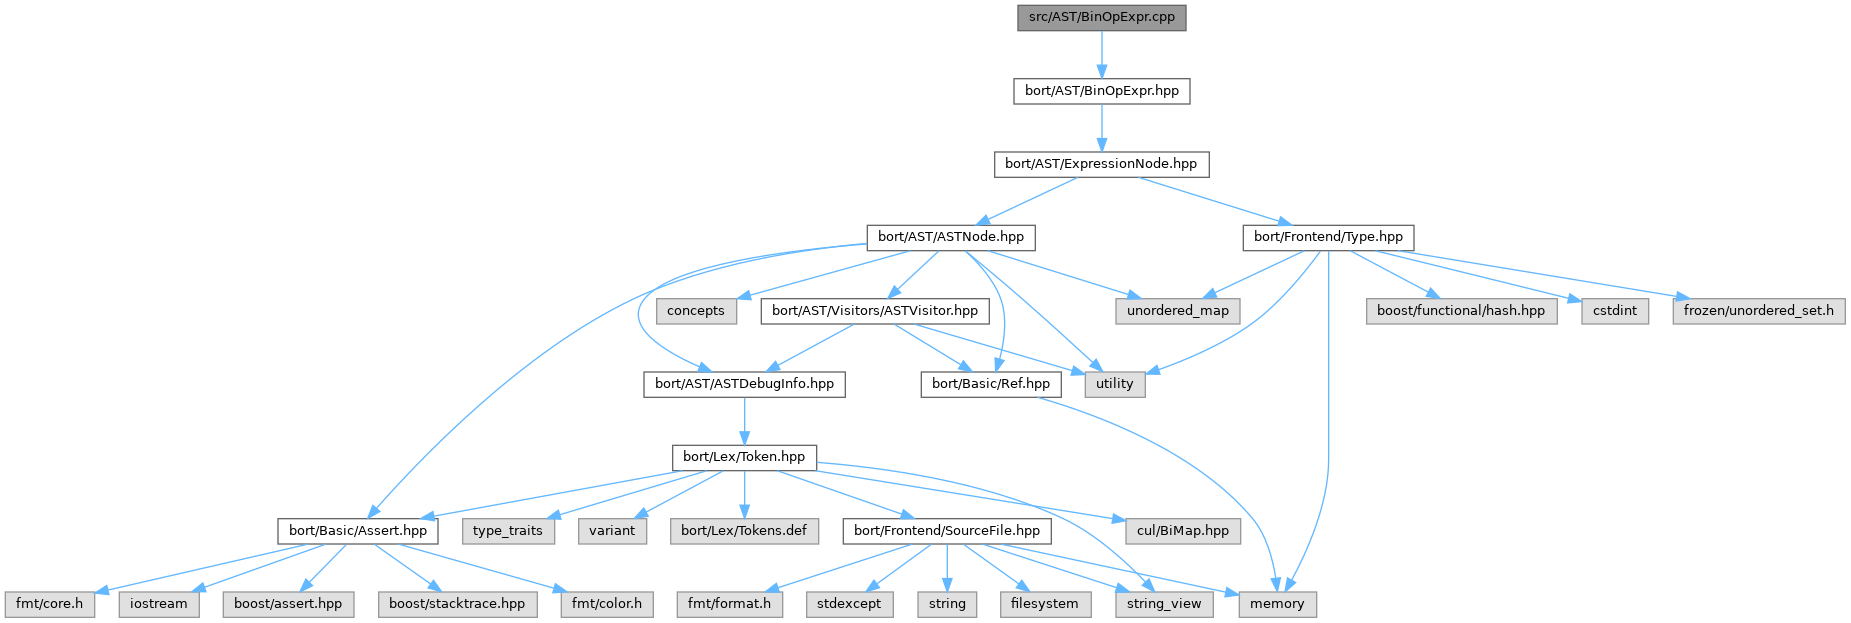 src/AST/BinOpExpr.cpp
bort/AST/BinOpExpr.hpp
bort/AST/ExpressionNode.hpp
bort/AST/ASTNode.hpp
bort/Frontend/Type.hpp
concepts
bort/AST/Visitors/ASTVisitor.hpp
unordered_map
boost/functional/hash.hpp
cstdint
frozen/unordered_set.h
bort/AST/ASTDebugInfo.hpp
bort/Basic/Ref.hpp
utility
bort/Lex/Token.hpp
bort/Basic/Assert.hpp
type_traits
variant
bort/Lex/Tokens.def
bort/Frontend/SourceFile.hpp
cul/BiMap.hpp
fmt/core.h
iostream
boost/assert.hpp
boost/stacktrace.hpp
fmt/color.h
fmt/format.h
stdexcept
string
filesystem
string_view
memory